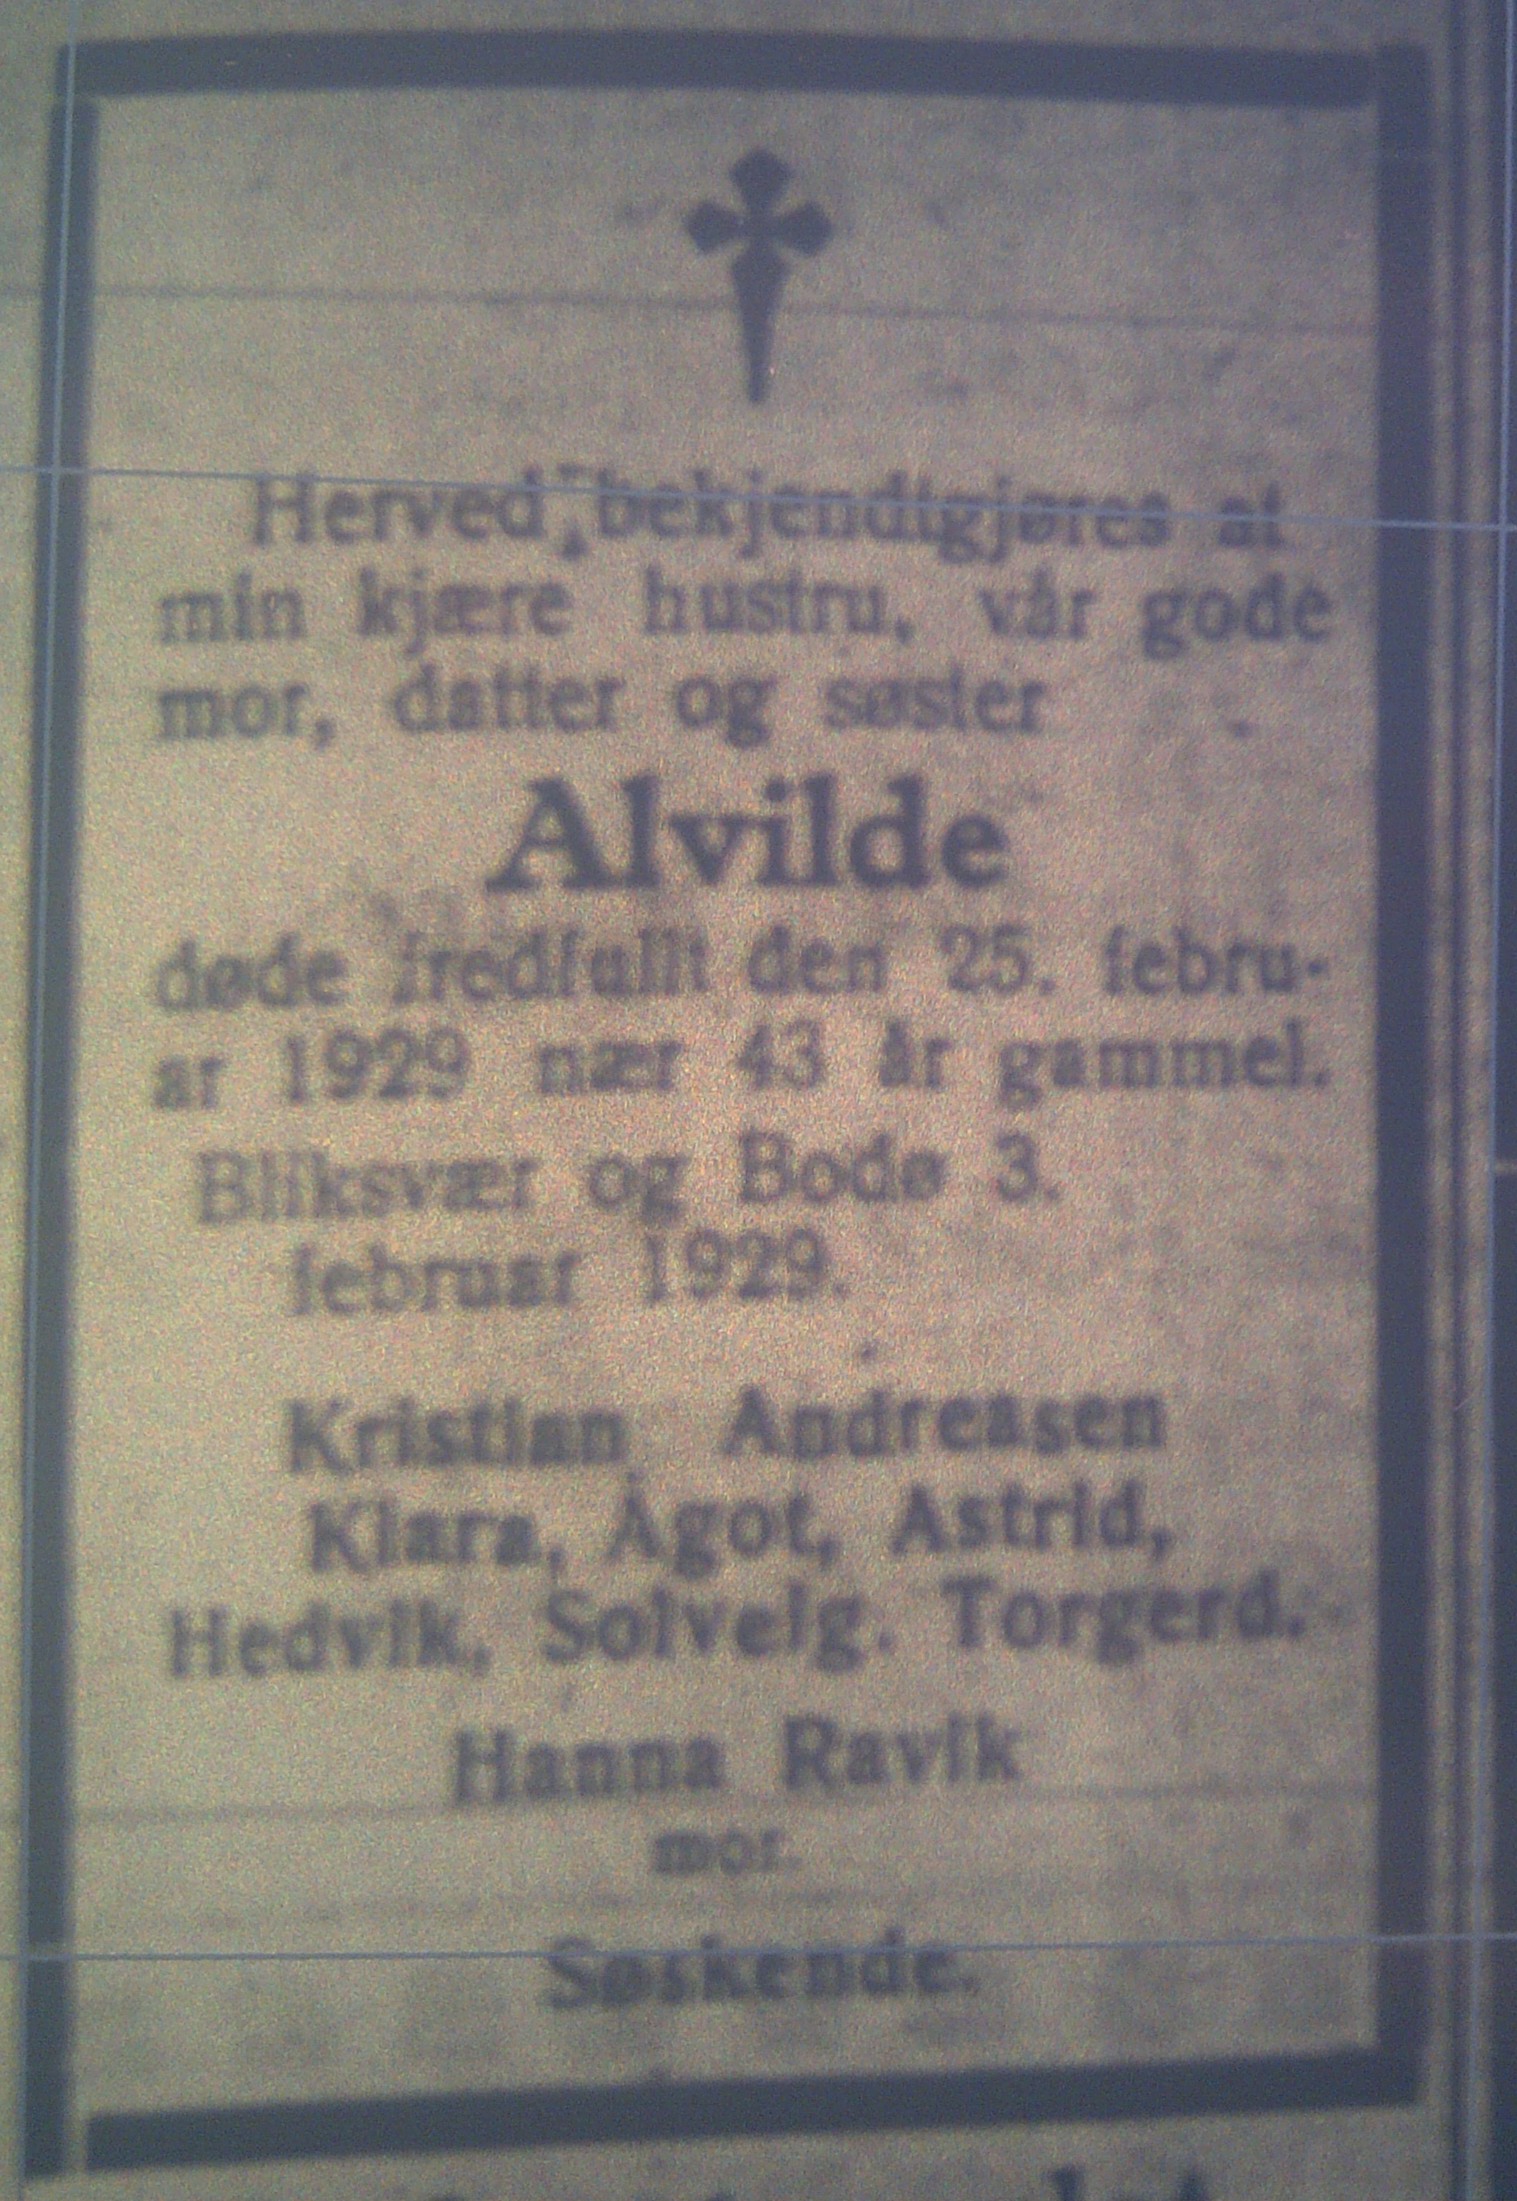 Herved bekjendtgjøres at
min kjære hustru, vår gode
mor, datter og søster
Alvilde
døde fredfullt den 25. febru-
ar 1929 nær 43 år gammel.
Bliksvær og Bodø 3.
februar 1929.
Kristian Andreasen
Klara, Ågot, Astrid,
Hedvik, Solveig. Torgerd.
Hanna Ravik
mor.
Søskende.